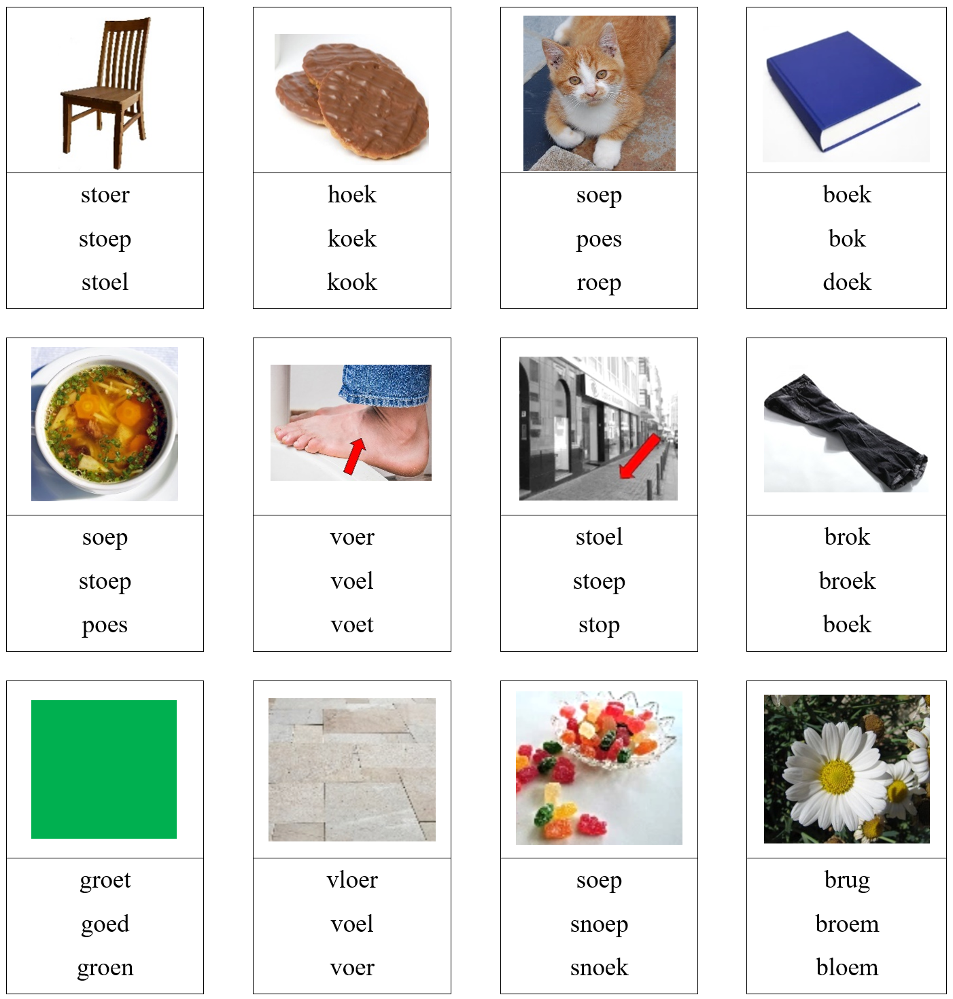 stoer
stoep
stoel
hoek
koek
kook
soep
poes
roep
boek
bok
doek
soep
stoep
poes
voer
voel
voet
stoel
stoep
stop
brok
broek
boek
groet
goed
groen
vloer
voel
voer
soep
snoep
snoek
brug
broem
bloem